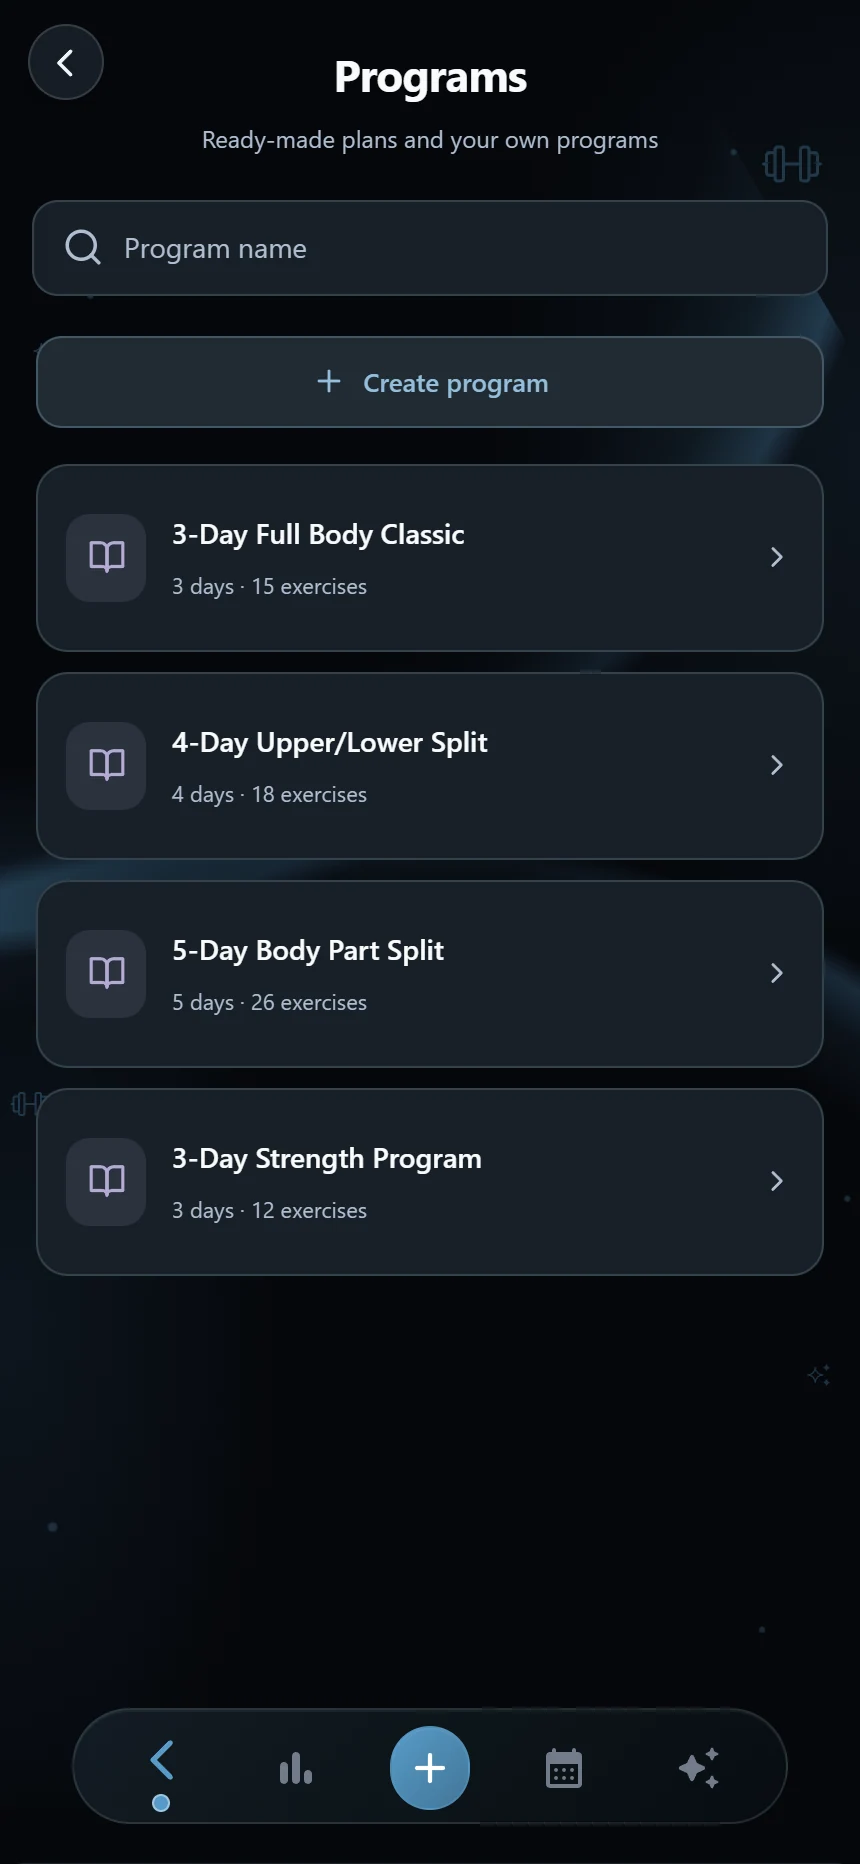 Programs
Ready-made plans and your own programs
Program name
Create program
3-Day Full Body Classic
3 days · 15 exercises
4-Day Upper/Lower Split
4 days · 18 exercises
5-Day Body Part Split
5 days · 26 exercises
3-Day Strength Program
3 days · 12 exercises